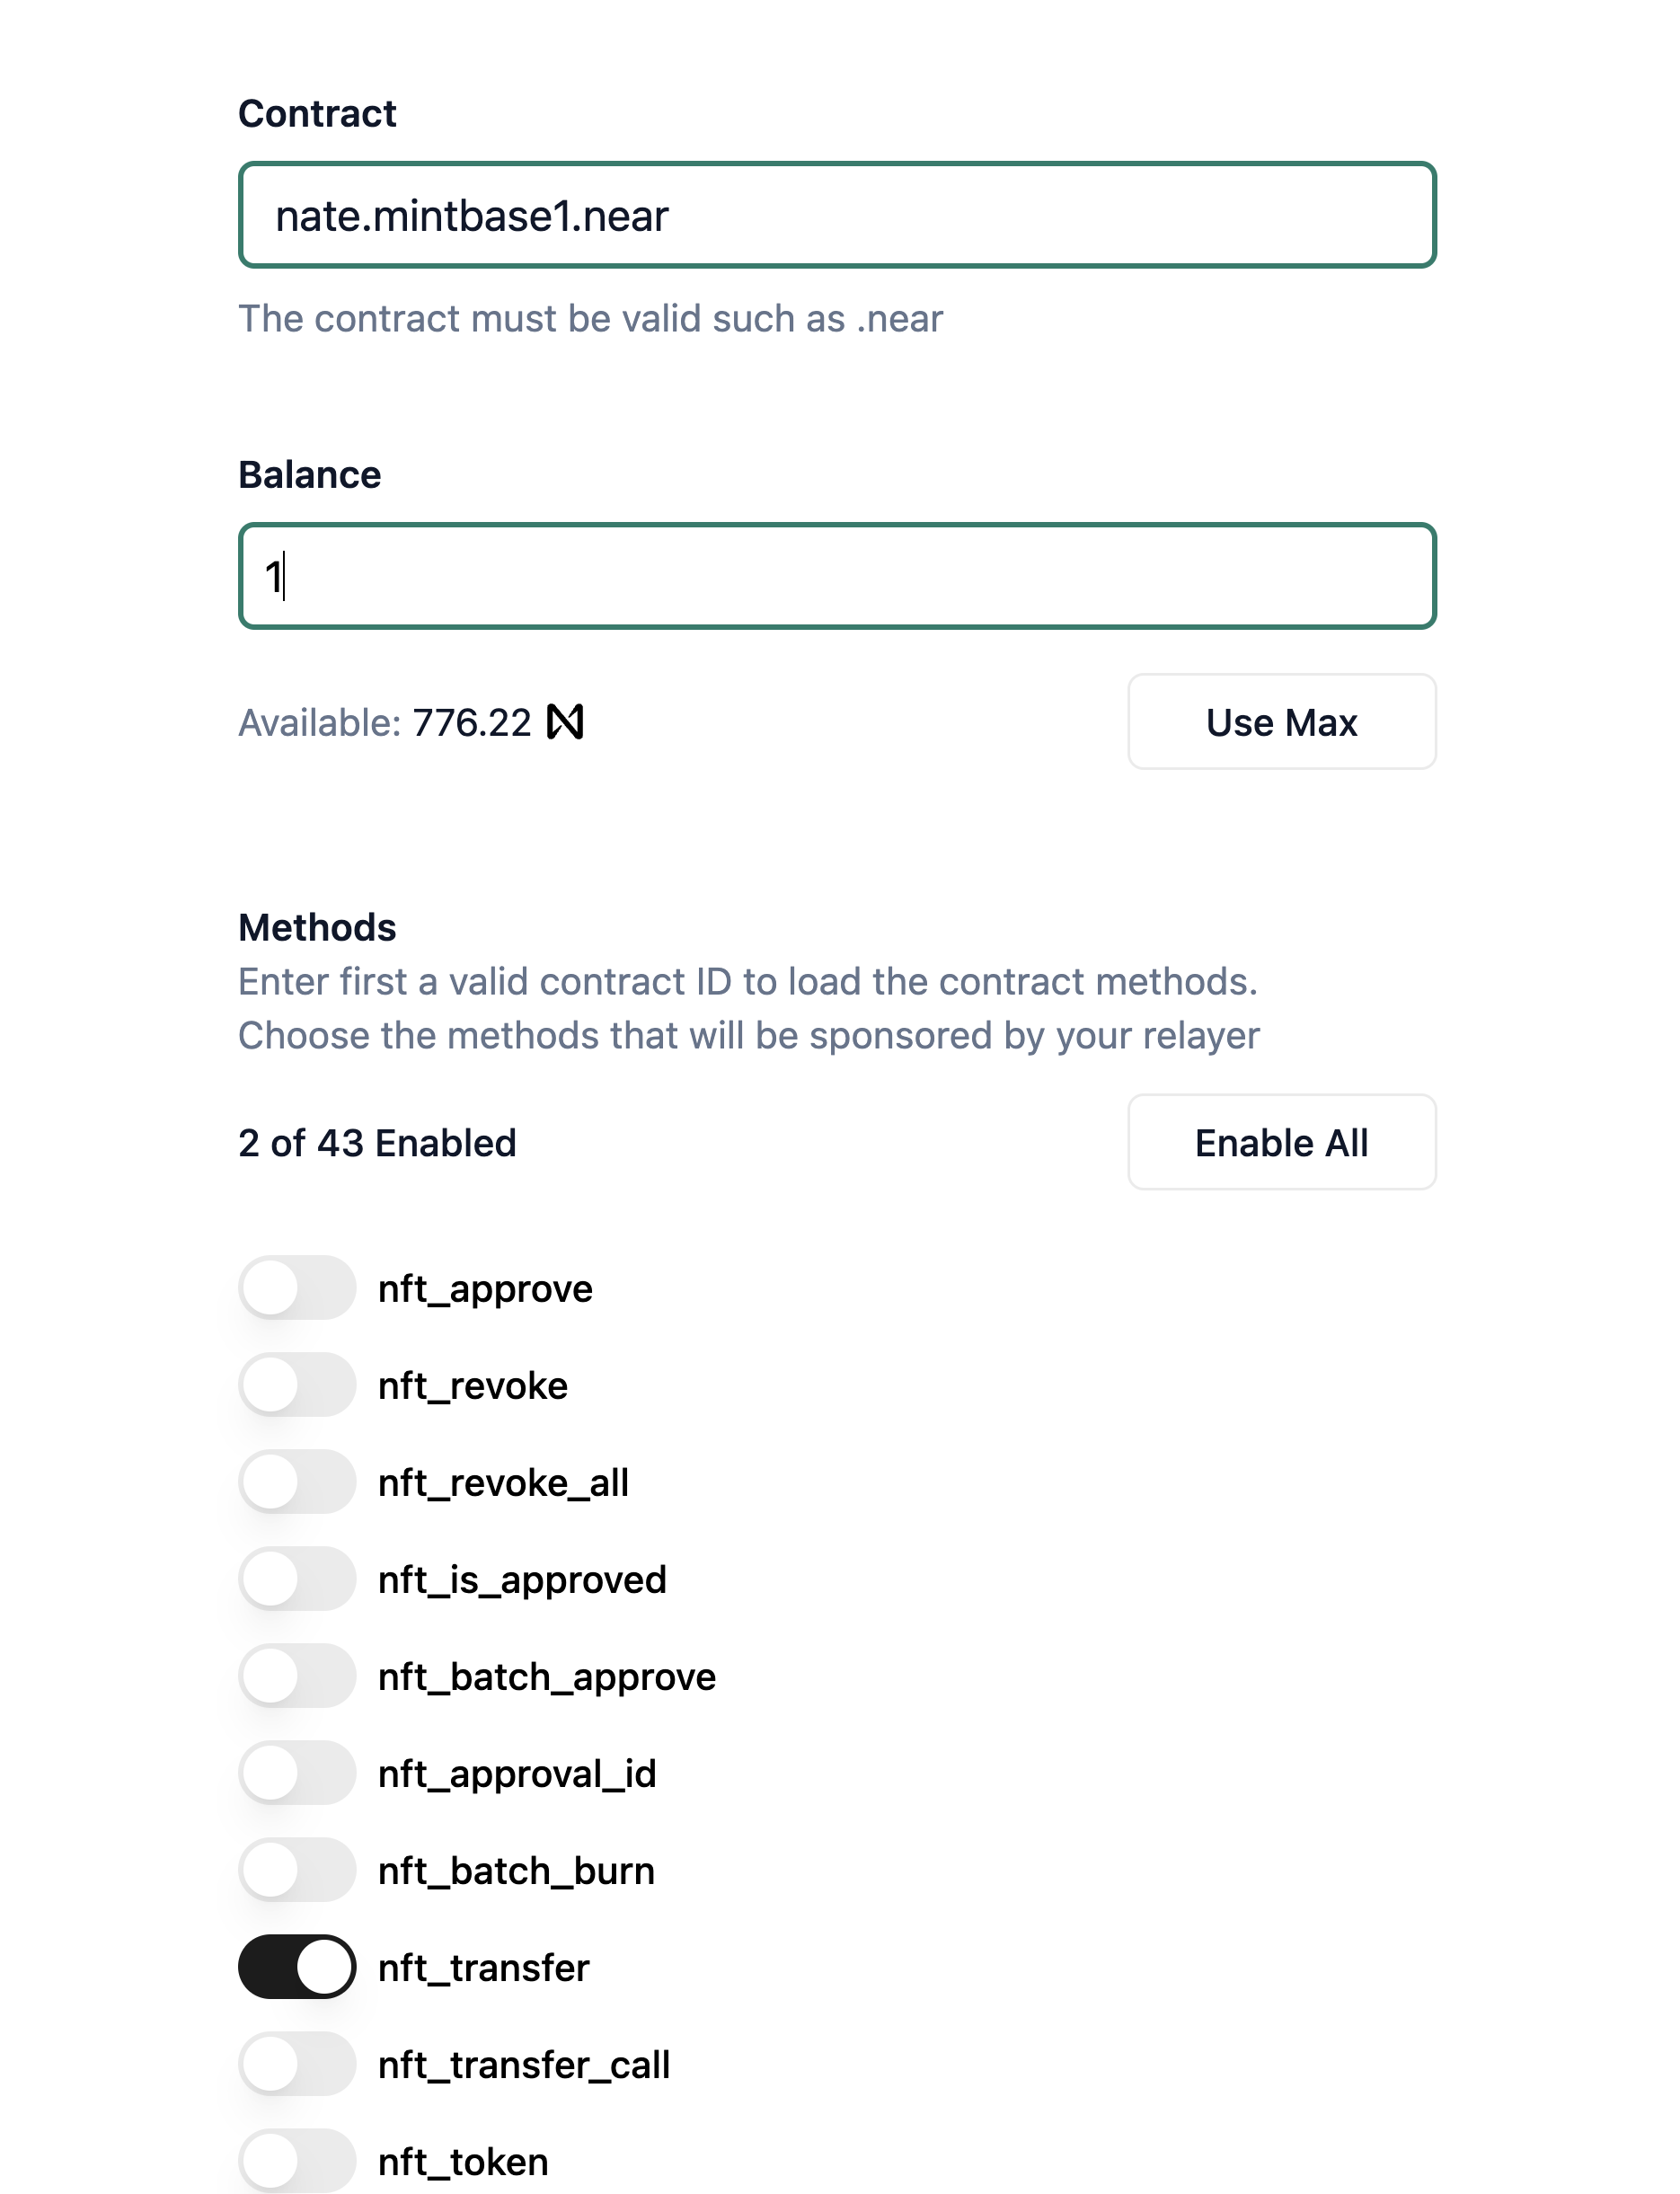 Contract
nate.mintbase1.near
The contract must be valid such as .near
Balance
1
Available: 776.22
Use Max
Methods
Enter first a valid contract ID to load the contract methods.
Choose the methods that will be sponsored by your relayer
2 of 43 Enabled
Enable All
nft_approve
nft_revoke
nft_revoke_all
nft_is_approved
nft_batch_approve
nft_approval_id
nft_batch_burn
nft_transfer
nft_transfer_call
nft_token